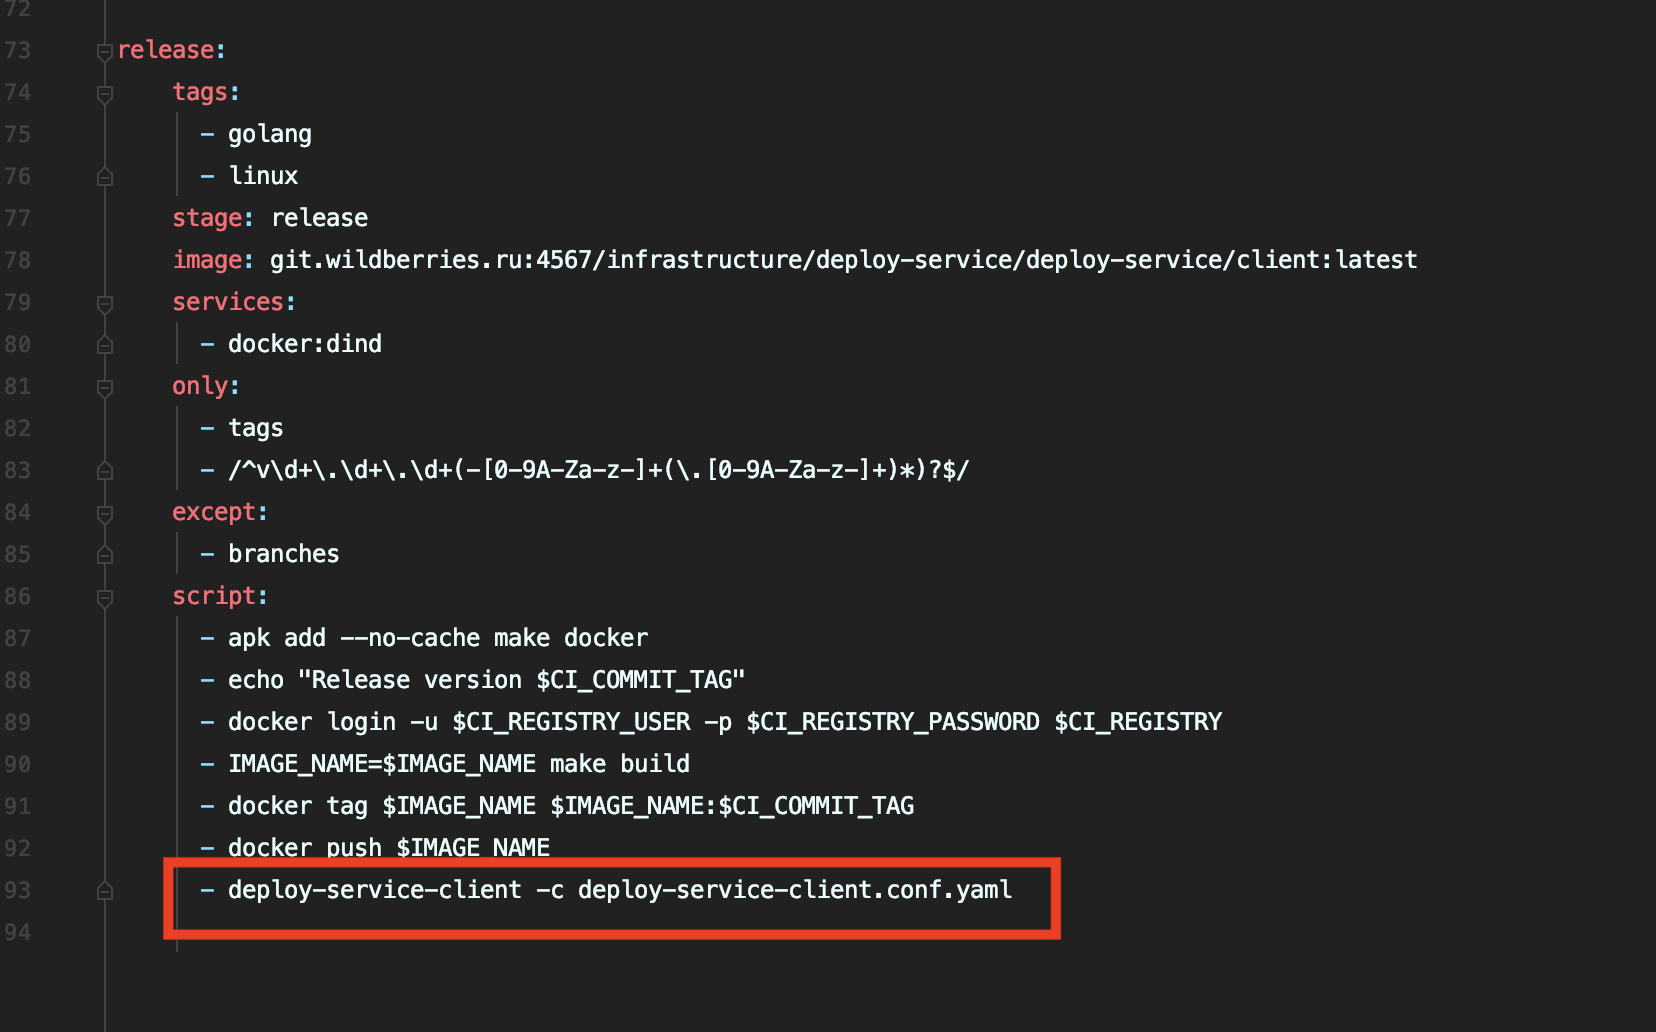 72
73 release:
74 tags:
75 - golang
76 - linux
77 stage: release
78 image: git.wildberries.ru:4567/infrastructure/deploy-service/deploy-service/client:latest
79 services:
80 - docker:dind
81 only:
82 - tags
83 - /^v\d+\.\d+\.\d+(-[0-9A-Za-z-]+(\.[0-9A-Za-z-]+)*)?$/
84 except:
85 - branches
86 script:
87 - apk add --no-cache make docker
88 - echo "Release version $CI_COMMIT_TAG"
89 - docker login -u $CI_REGISTRY_USER -p $CI_REGISTRY_PASSWORD $CI_REGISTRY
90 - IMAGE_NAME=$IMAGE_NAME make build
91 - docker tag $IMAGE_NAME $IMAGE_NAME:$CI_COMMIT_TAG
92 - docker push $IMAGE_NAME
93 - deploy-service-client -c deploy-service-client.conf.yaml
94